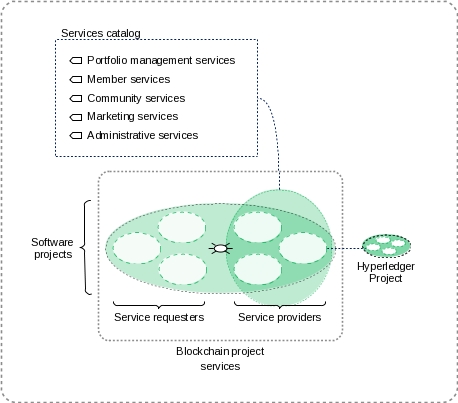 Services catalog
Portfolio management services
Member services
Community services
Marketing services
Administrative services
Software
projects
Hyperledger
Project
Service requesters
Service providers
Blockchain project
services